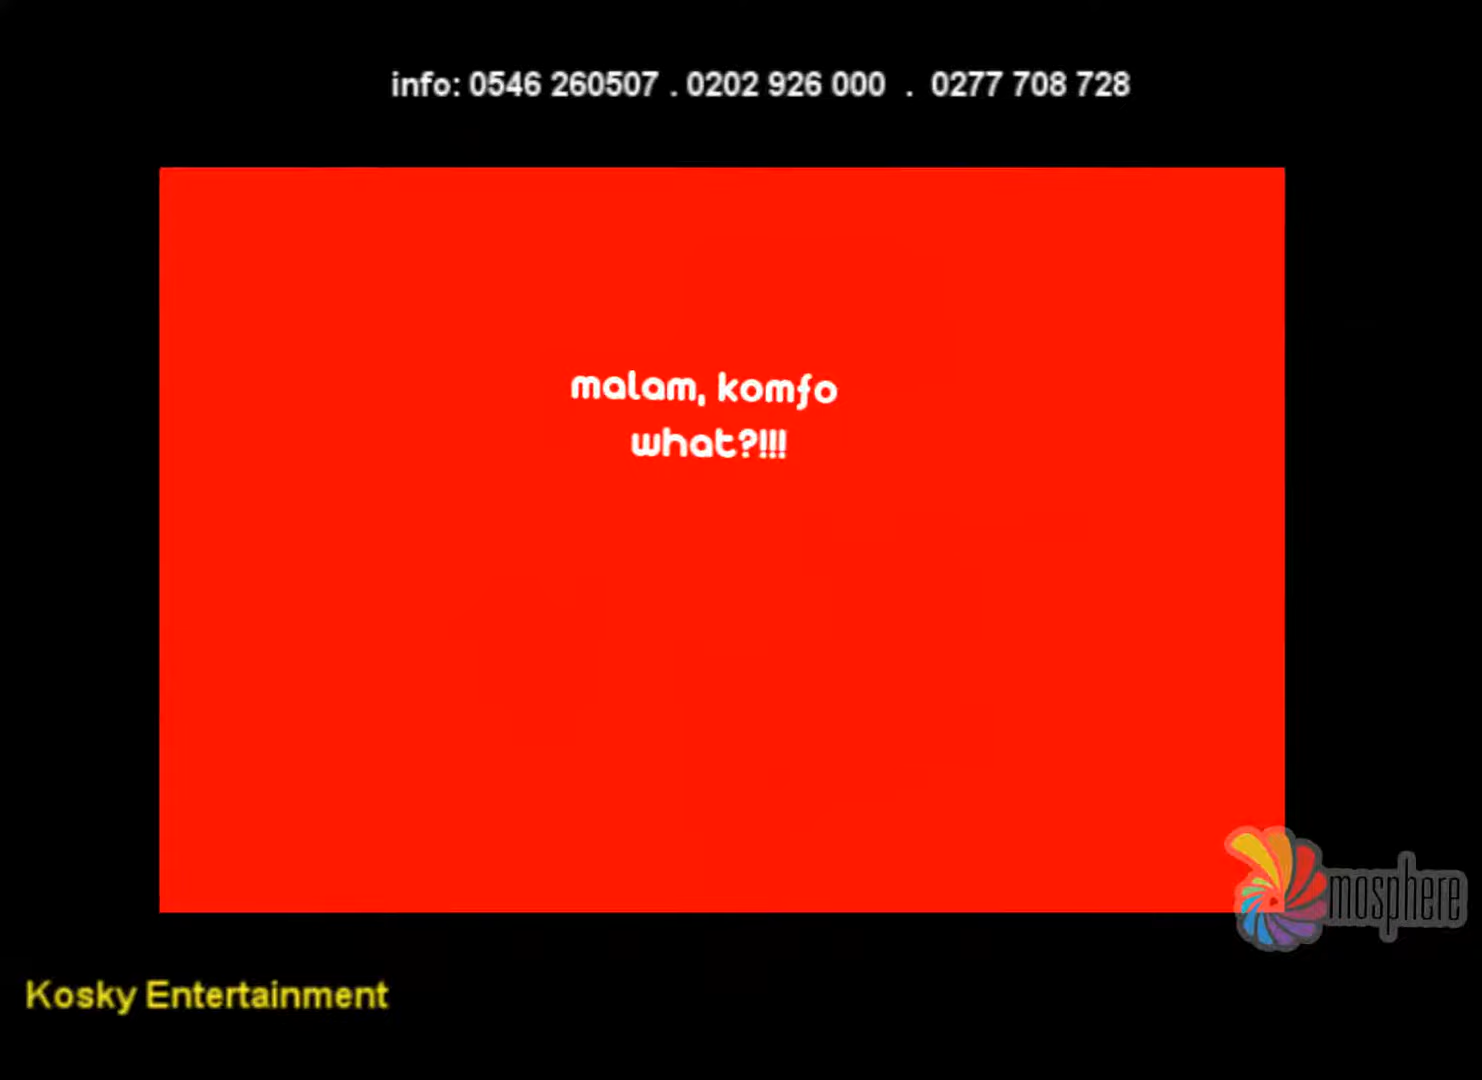 info: 0546 260507 . 0202 926 000 . 0277 708 728
malam, komfo
what?!!!
mosphere
Kosky Entertainment